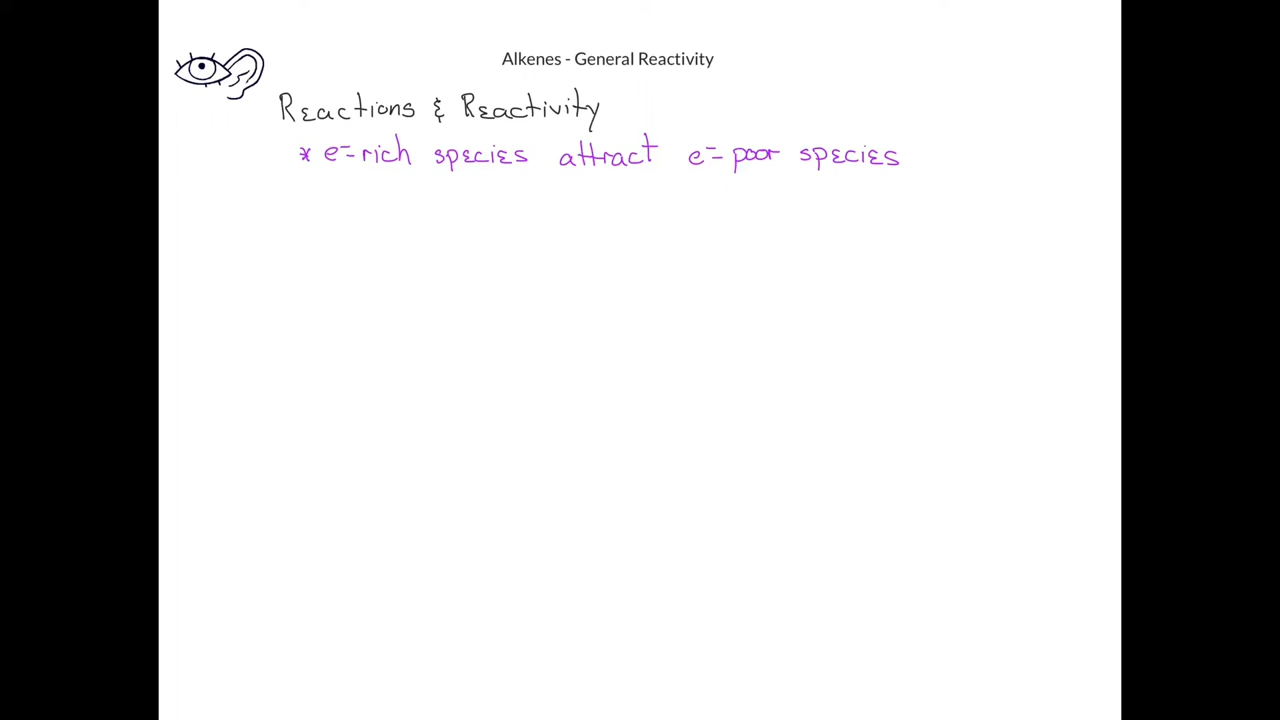 Alkenes - General Reactivity
Reactions & Reactivity
* e⁻-rich species attract e⁻-poor species